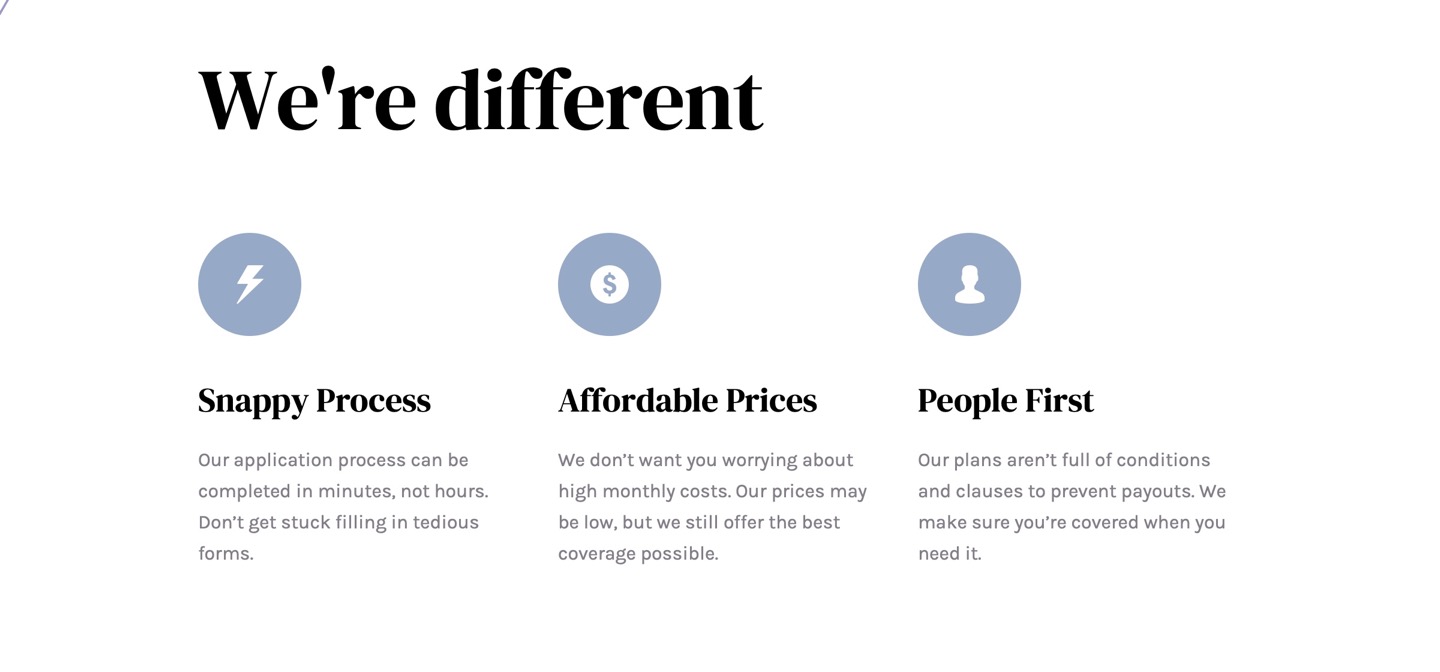 We're different
Snappy Process
Our application process can be
completed in minutes, not hours.
Don’t get stuck filling in tedious
forms.
Affordable Prices
We don’t want you worrying about
high monthly costs. Our prices may
be low, but we still offer the best
coverage possible.
People First
Our plans aren’t full of conditions
and clauses to prevent payouts. We
make sure you’re covered when you
need it.